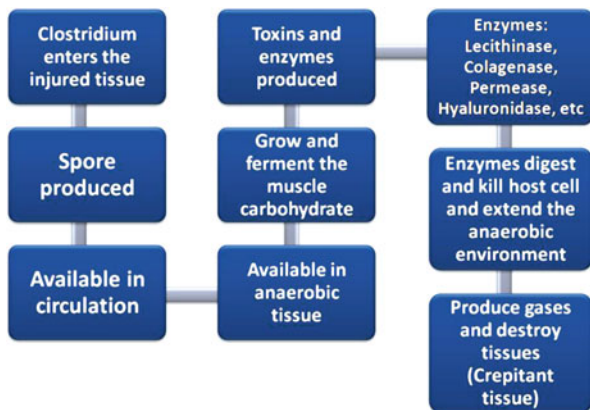 Clostridium
enters the
injured tissue
Spore
produced
Available in
circulation
Available in
anaerobic
tissue
Grow and
ferment the
muscle
carbohydrate
Toxins and
enzymes
produced
Enzymes:
Lecithinase,
Colagenase,
Permease,
Hyaluronidase, etc
Enzymes digest
and kill host cell
and extend the
anaerobic
environment
Produce gases
and destroy
tissues
(Crepitant
tissue)